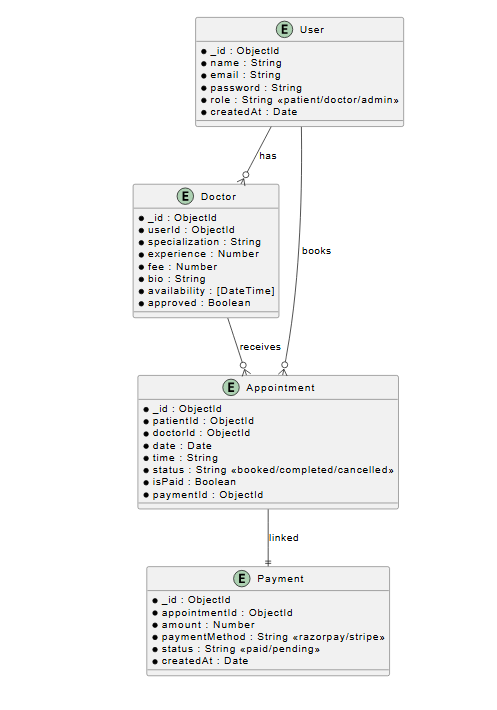 E User
_id : ObjectId
name : String
email : String
password : String
role : String «patient/doctor/admin»
createdAt : Date
has
E Doctor
_id : ObjectId
userId : ObjectId
specialization : String
experience : Number
fee : Number
bio : String
availability : [DateTime]
approved : Boolean
books
receives
E Appointment
_id : ObjectId
patientId : ObjectId
doctorId : ObjectId
date : Date
time : String
status : String «booked/completed/cancelled»
isPaid : Boolean
paymentId : ObjectId
linked
E Payment
_id : ObjectId
appointmentId : ObjectId
amount : Number
paymentMethod : String «razorpay/stripe»
status : String «paid/pending»
createdAt : Date